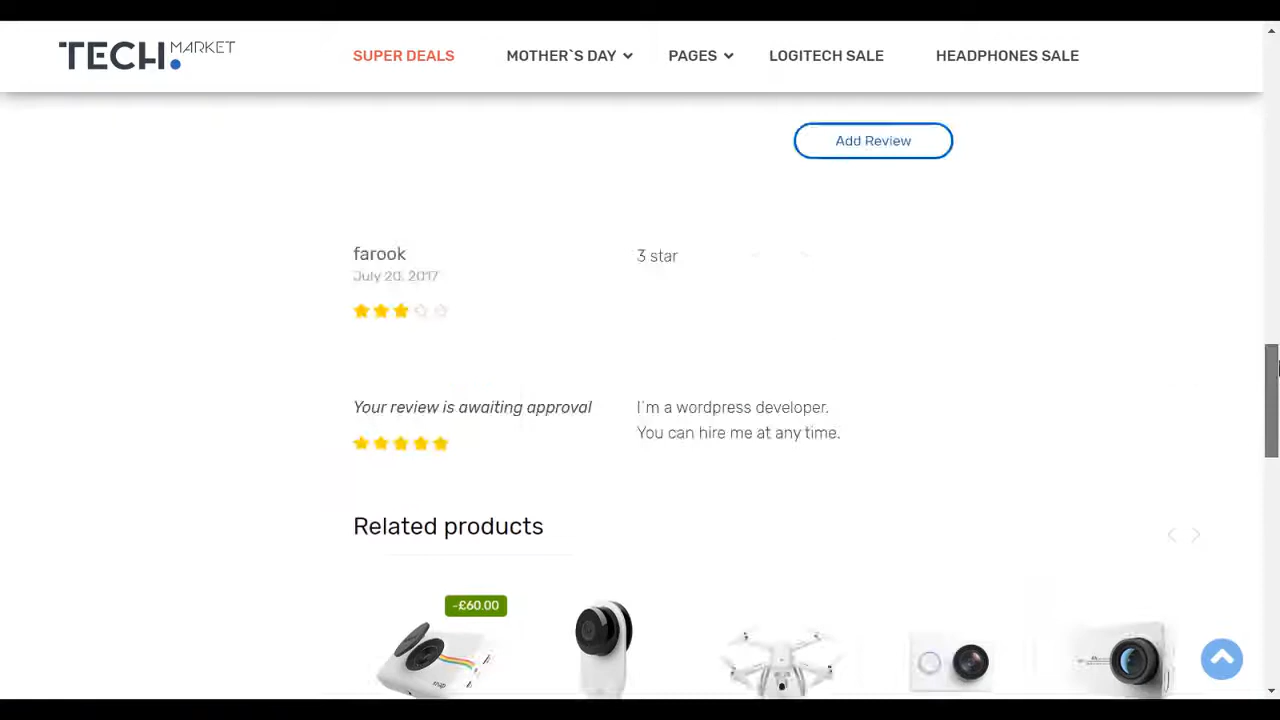 TECH MARKET
SUPER DEALS
MOTHER`S DAY
PAGES
LOGITECH SALE
HEADPHONES SALE
Add Review
farook
July 20, 2017
3 star
Your review is awaiting approval
I`m a wordpress developer.
You can hire me at any time.
Related products
-£60.00
snap